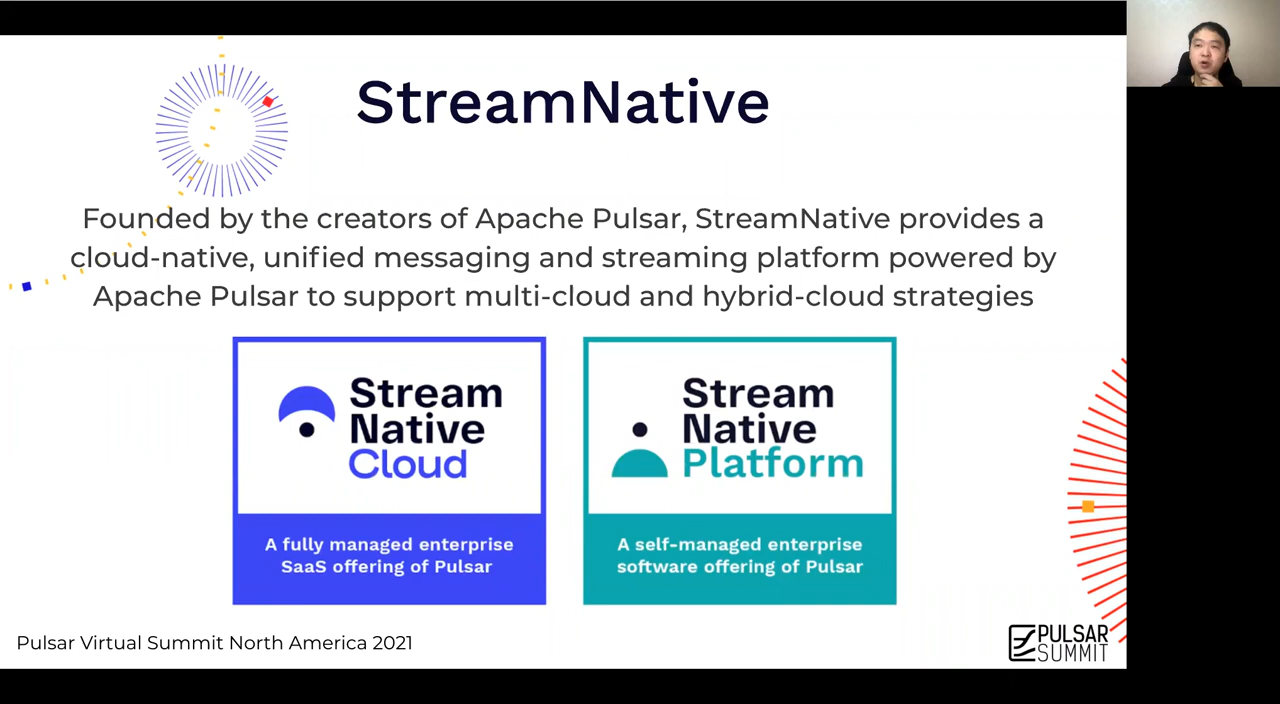 StreamNative
Founded by the creators of Apache Pulsar, StreamNative provides a
cloud-native, unified messaging and streaming platform powered by
Apache Pulsar to support multi-cloud and hybrid-cloud strategies
Stream
Native
Cloud
A fully managed enterprise
SaaS offering of Pulsar
Stream
Native
Platform
A self-managed enterprise
software offering of Pulsar
Pulsar Virtual Summit North America 2021
PULSAR
SUMMIT